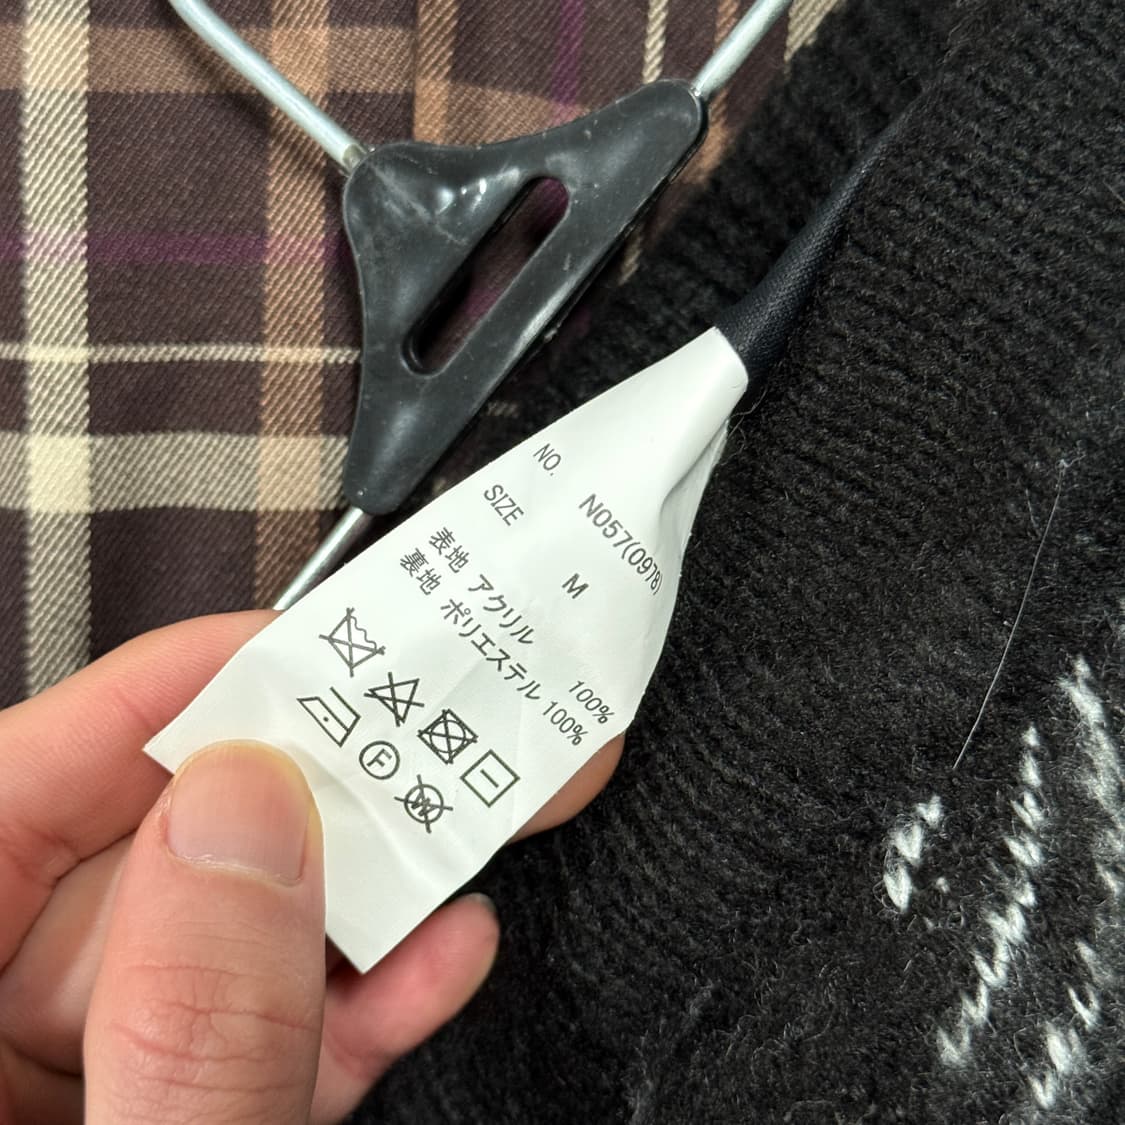 NO. N057(0978)
SIZE M
表地 アクリル 100%
裏地 ポリエステル 100%
F
W